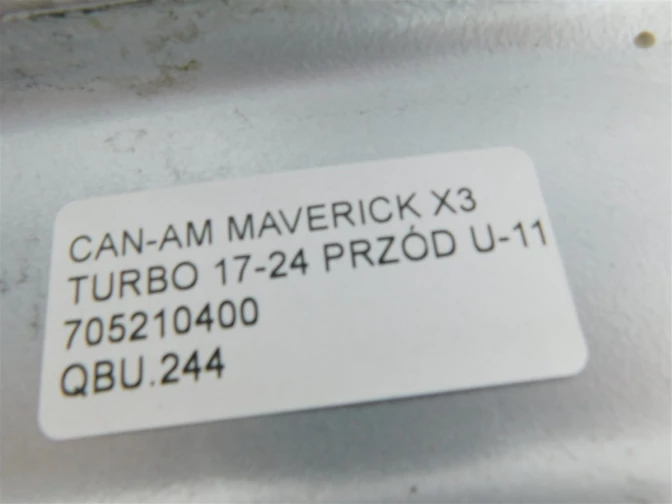 CAN-AM MAVERICK X3
TURBO 17-24 PRZÓD U-11
705210400
QBU.244